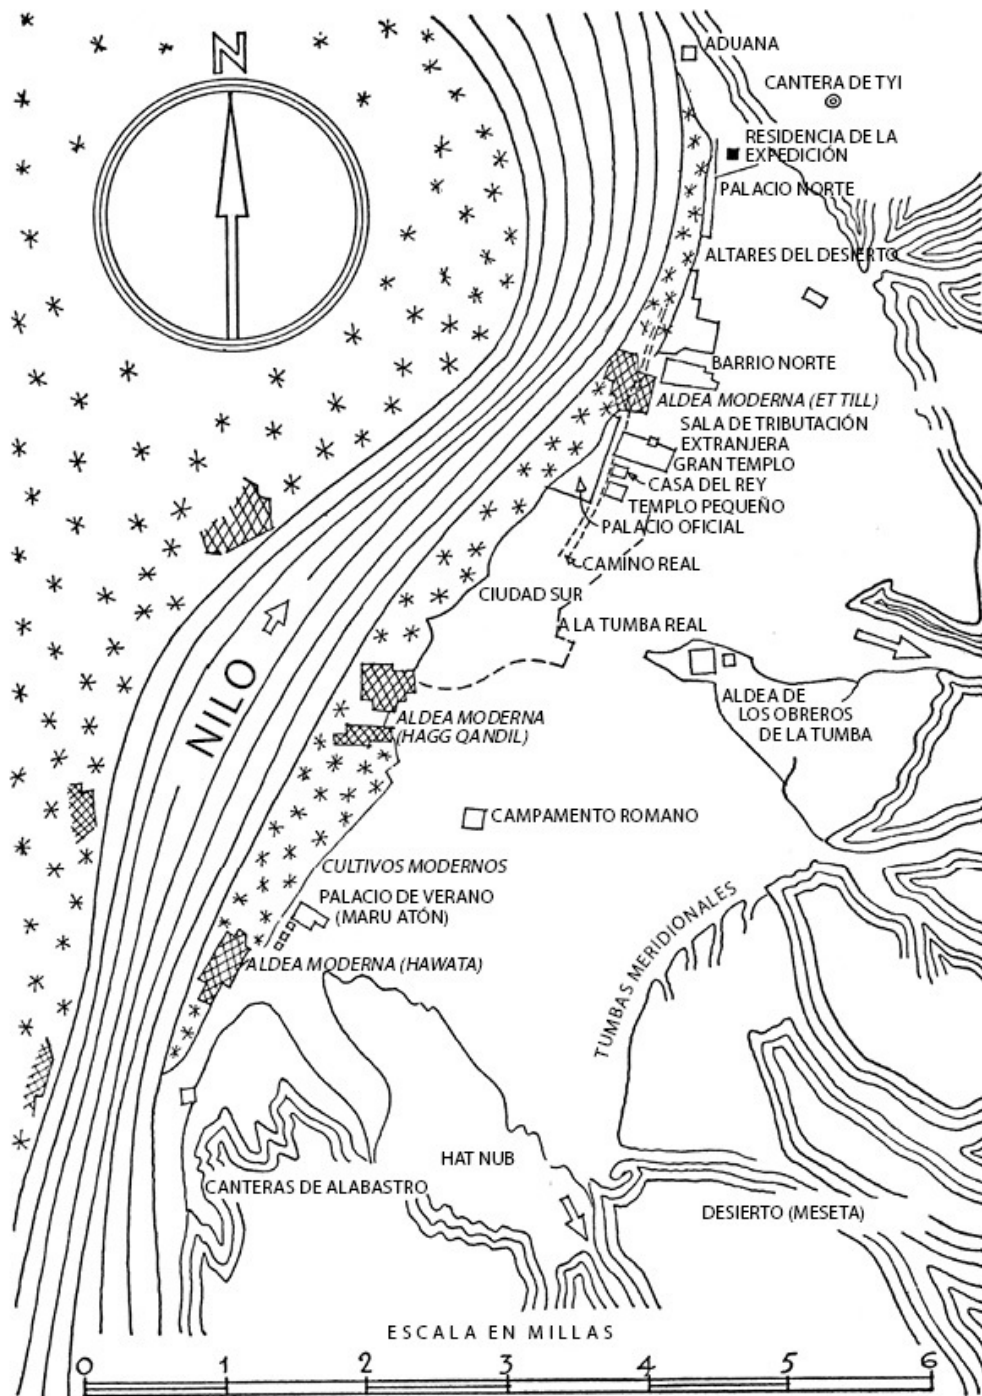 N
ADUANA
CANTERA DE TYI
RESIDENCIA DE LA
EXPEDICIÓN
PALACIO NORTE
ALTARES DEL DESIERTO
BARRIO NORTE
ALDEA MODERNA (ET TILL)
SALA DE TRIBUTACIÓN
EXTRANJERA
GRAN TEMPLO
CASA DEL REY
TEMPLO PEQUEÑO
PALACIO OFICIAL
CAMINO REAL
CIUDAD SUR
A LA TUMBA REAL
NILO
ALDEA DE
LOS OBREROS
DE LA TUMBA
ALDEA MODERNA
(HAGG QANDIL)
CAMPAMENTO ROMANO
CULTIVOS MODERNOS
PALACIO DE VERANO
(MARU ATÓN)
ALDEA MODERNA (HAWATA)
TUMBAS MERIDIONALES
HAT NUB
CANTERAS DE ALABASTRO
DESIERTO (MESETA)
ESCALA EN MILLAS
0 1 2 3 4 5 6